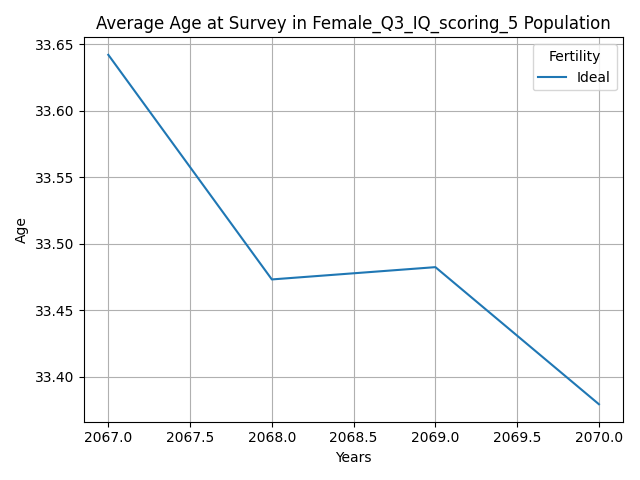 Average Age at Survey in Female_Q3_IQ_scoring_5 Population
33.65
33.60
33.55
33.50
33.45
33.40
Age
Fertility
Ideal
2067.0 2067.5 2068.0 2068.5 2069.0 2069.5 2070.0
Years